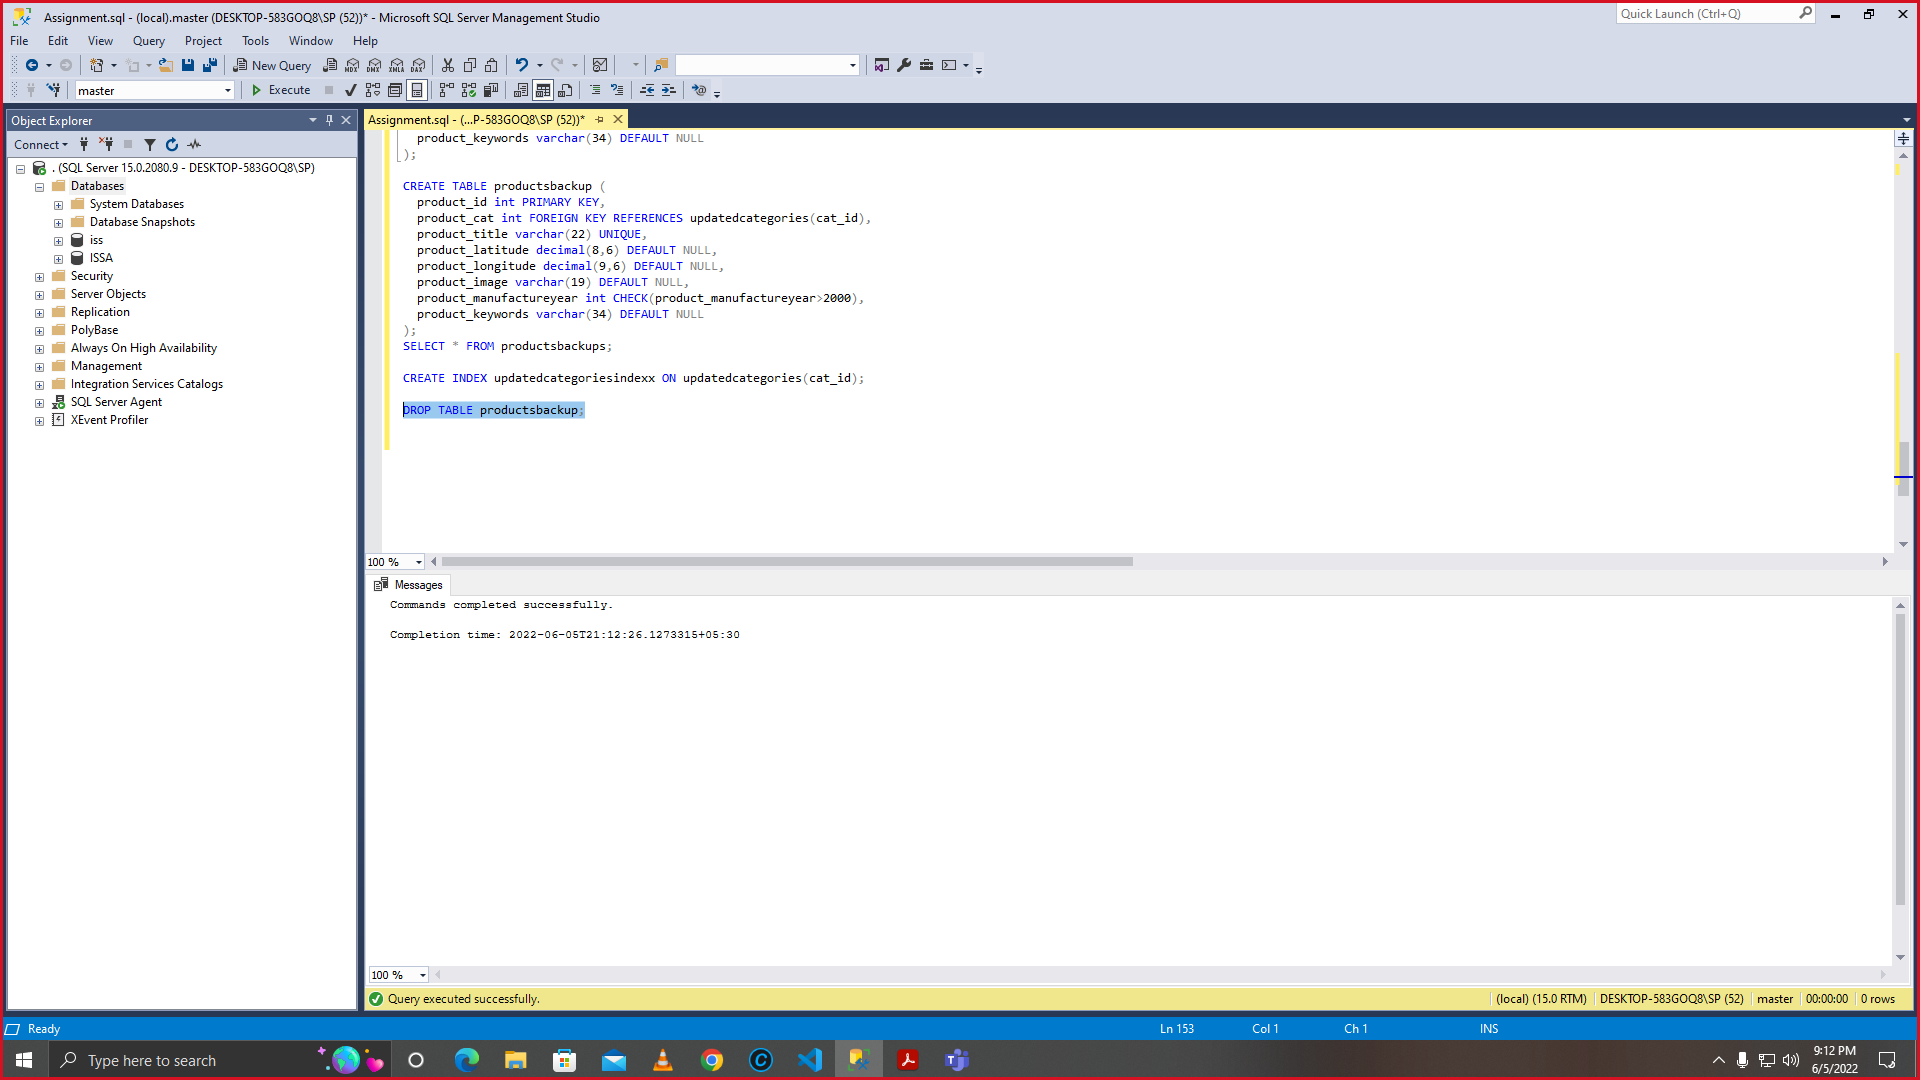 Assignment.sql - (local).master (DESKTOP-583GOQ8\SP (52))* - Microsoft SQL Server Management Studio
Quick Launch (Ctrl+Q)
File Edit View Query Project Tools Window Help
New Query MDX DMX XMLA DAX
master Execute
Object Explorer
Assignment.sql - (...P-583GOQ8\SP (52))*
Connect
. (SQL Server 15.0.2080.9 - DESKTOP-583GOQ8\SP)
Databases
System Databases
Database Snapshots
iss
ISSA
Security
Server Objects
Replication
PolyBase
Always On High Availability
Management
Integration Services Catalogs
SQL Server Agent
XEvent Profiler
product_keywords varchar(34) DEFAULT NULL
);
CREATE TABLE productsbackup (
product_id int PRIMARY KEY,
product_cat int FOREIGN KEY REFERENCES updatedcategories(cat_id),
product_title varchar(22) UNIQUE,
product_latitude decimal(8,6) DEFAULT NULL,
product_longitude decimal(9,6) DEFAULT NULL,
product_image varchar(19) DEFAULT NULL,
product_manufactureyear int CHECK(product_manufactureyear>2000),
product_keywords varchar(34) DEFAULT NULL
);
SELECT * FROM productsbackups;
CREATE INDEX updatedcategoriesindexx ON updatedcategories(cat_id);
DROP TABLE productsbackup;
100 %
Messages
Commands completed successfully.
Completion time: 2022-06-05T21:12:26.1273315+05:30
100 %
Query executed successfully.
(local) (15.0 RTM) DESKTOP-583GOQ8\SP (52) master 00:00:00 0 rows
Ready Ln 153 Col 1 Ch 1 INS
Type here to search
9:12 PM
6/5/2022